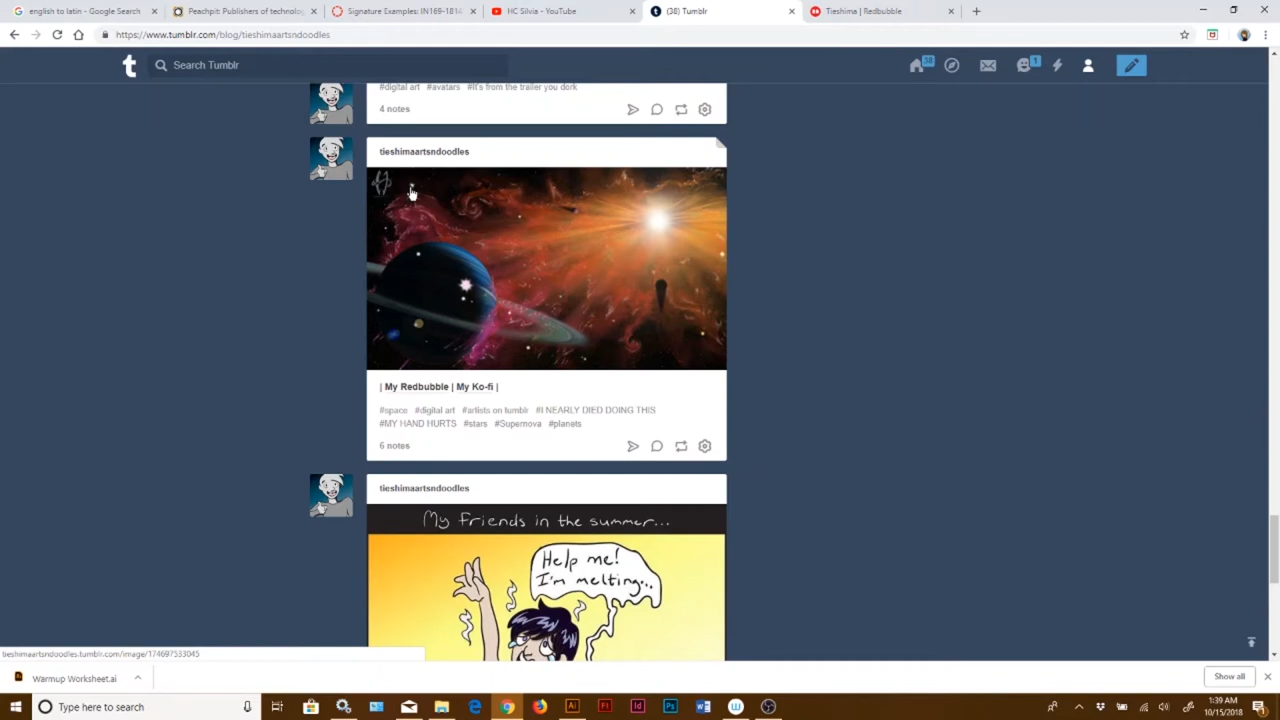 english to latin - Google Search
Peachpit: Publishers of technolog
Signature Examples: IN169-1814
HC Silvia - YouTube
(38) Tumblr
Tieshima | Redbubble
https://www.tumblr.com/blog/tieshimaartsndoodles
t
Search Tumblr
38
1
#digital art #avatars #It's from the trailer you dork
4 notes
tieshimaartsndoodles
| My Redbubble | My Ko-fi |
#space #digital art #artists on tumblr #I NEARLY DIED DOING THIS
#MY HAND HURTS #stars #Supernova #planets
6 notes
tieshimaartsndoodles
My Friends in the summer...
Help me!
I'm melting...
tieshimaartsndoodles.tumblr.com/image/174697533045
Warmup Worksheet.ai
Show all
Type here to search
1:39 AM
10/15/2018